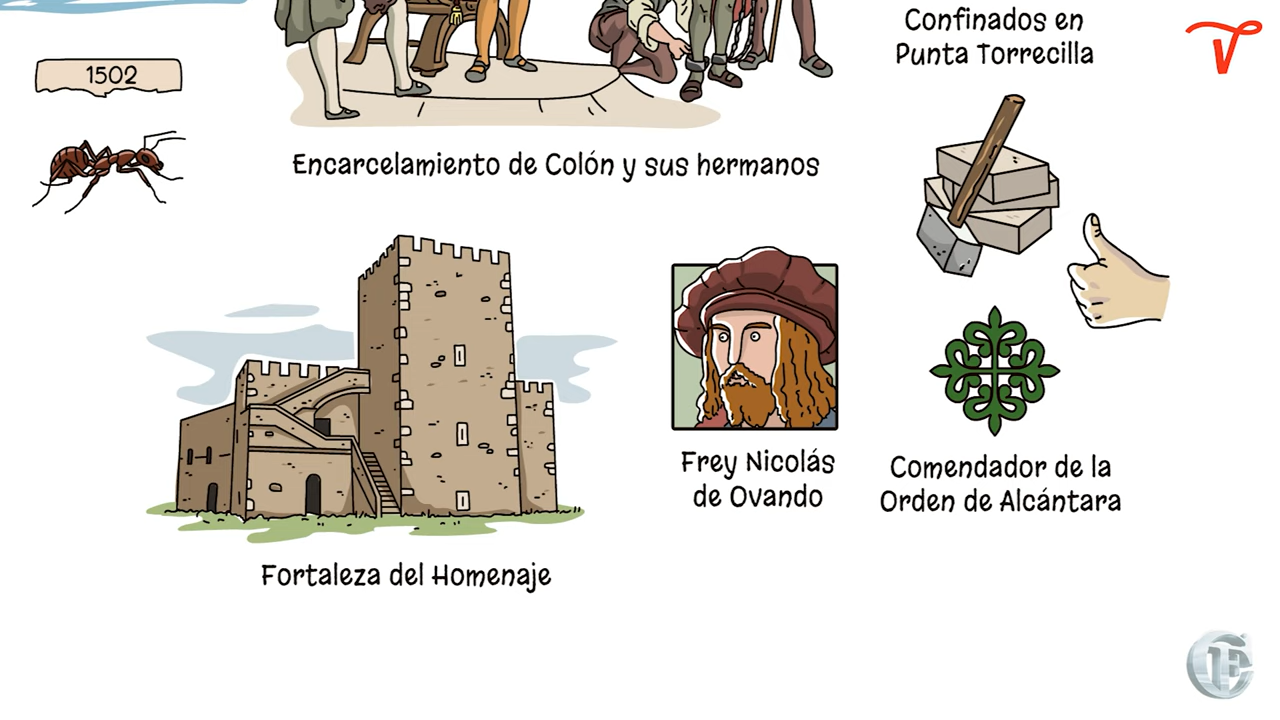 Confinados en
Punta Torrecilla
1502
Encarcelamiento de Colón y sus hermanos
Frey Nicolás
de Ovando
Comendador de la
Orden de Alcántara
Fortaleza del Homenaje